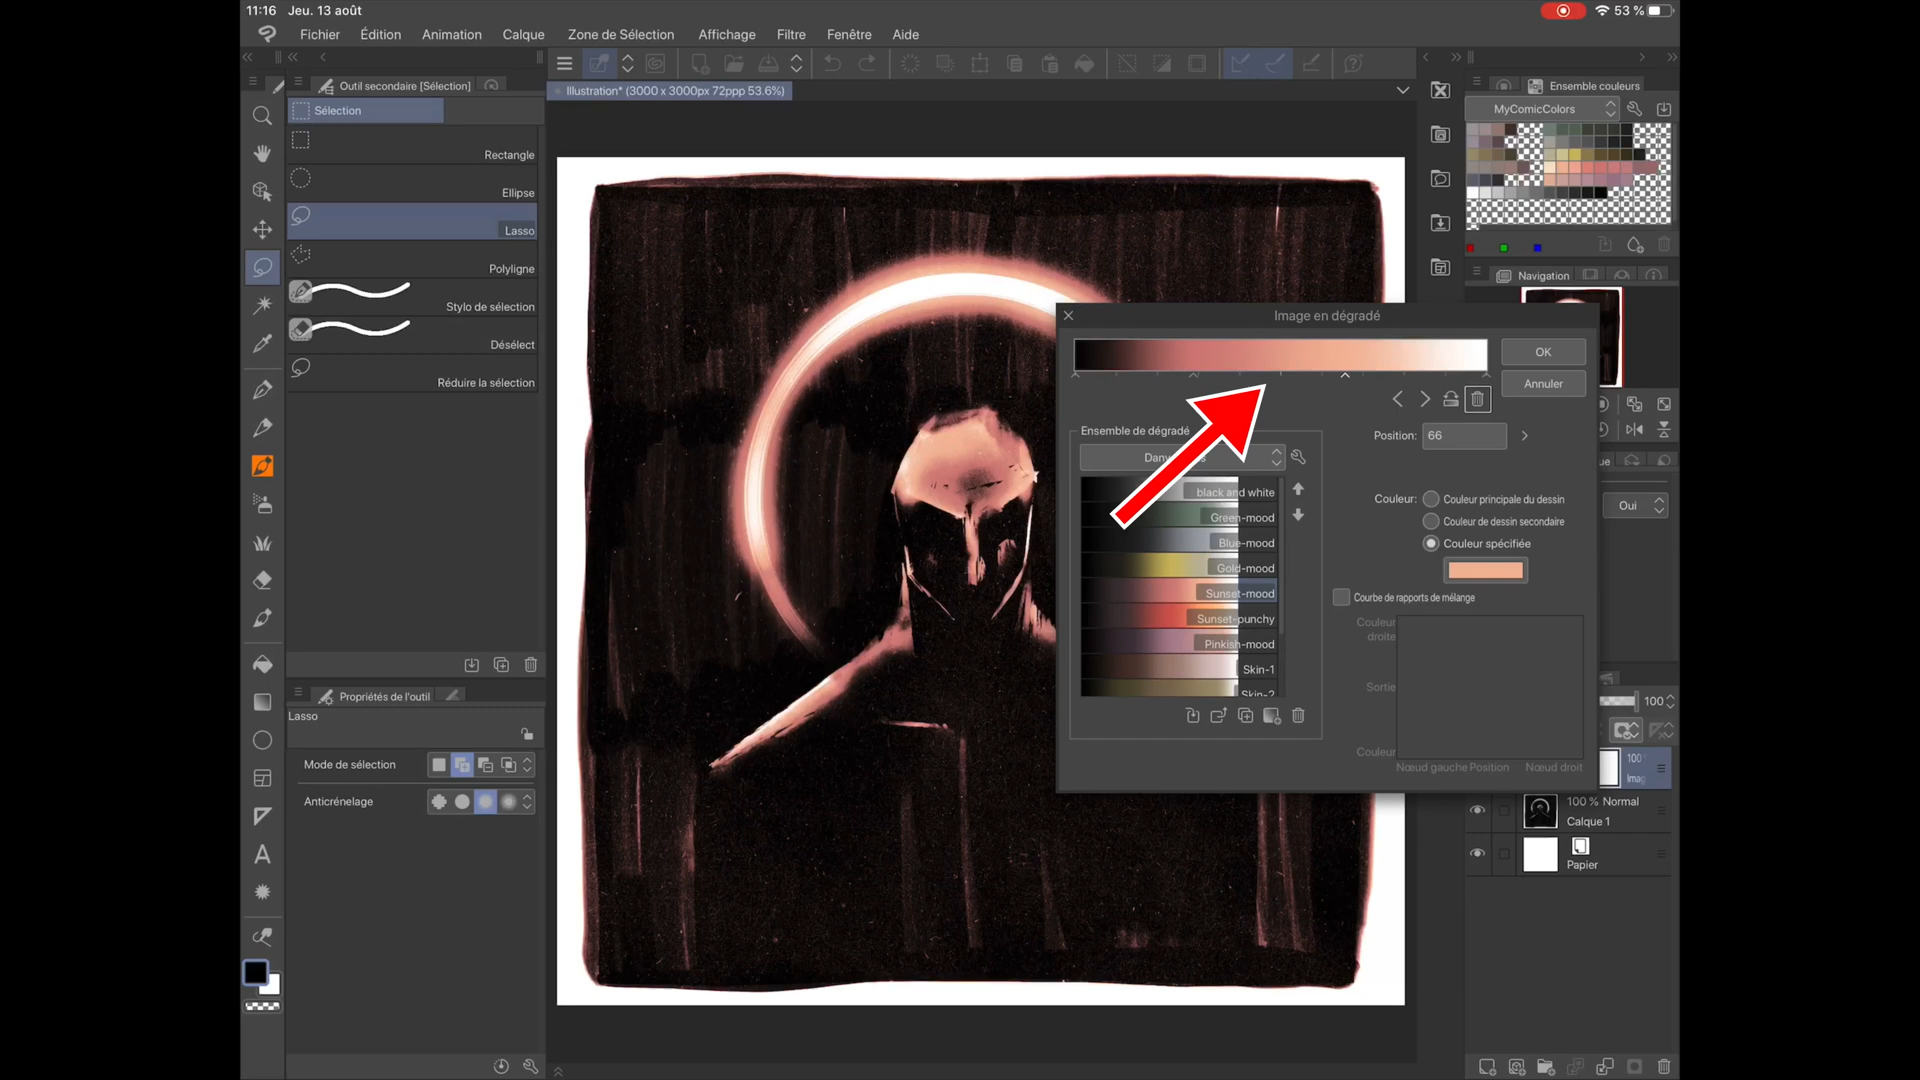 11:16 Jeu. 13 août
53 %
Fichier Édition Animation Calque Zone de Sélection Affichage Filtre Fenêtre Aide
Outil secondaire [Sélection]
Sélection
Rectangle
Ellipse
Lasso
Polyligne
Stylo de sélection
Désélect
Réduire la sélection
Propriétés de l'outil
Lasso
Mode de sélection
Anticrénelage
Illustration* (3000 x 3000px 72ppp 53.6%)
Image en dégradé
OK
Annuler
Position: 66
Ensemble de dégradé
black and white
Green-mood
Blue-mood
Gold-mood
Sunset-mood
Sunset-punchy
Pinkish-mood
Skin-1
Skin-2
Couleur: Couleur principale du dessin
Couleur de dessin secondaire
Couleur spécifiée
Courbe de rapports de mélange
Couleur
droite
Sortie
Couleur
Nœud gauche Position Nœud droit
Ensemble couleurs
MyComicColors
Navigation
Oui
100
100
100 % Normal
Calque 1
Papier
A